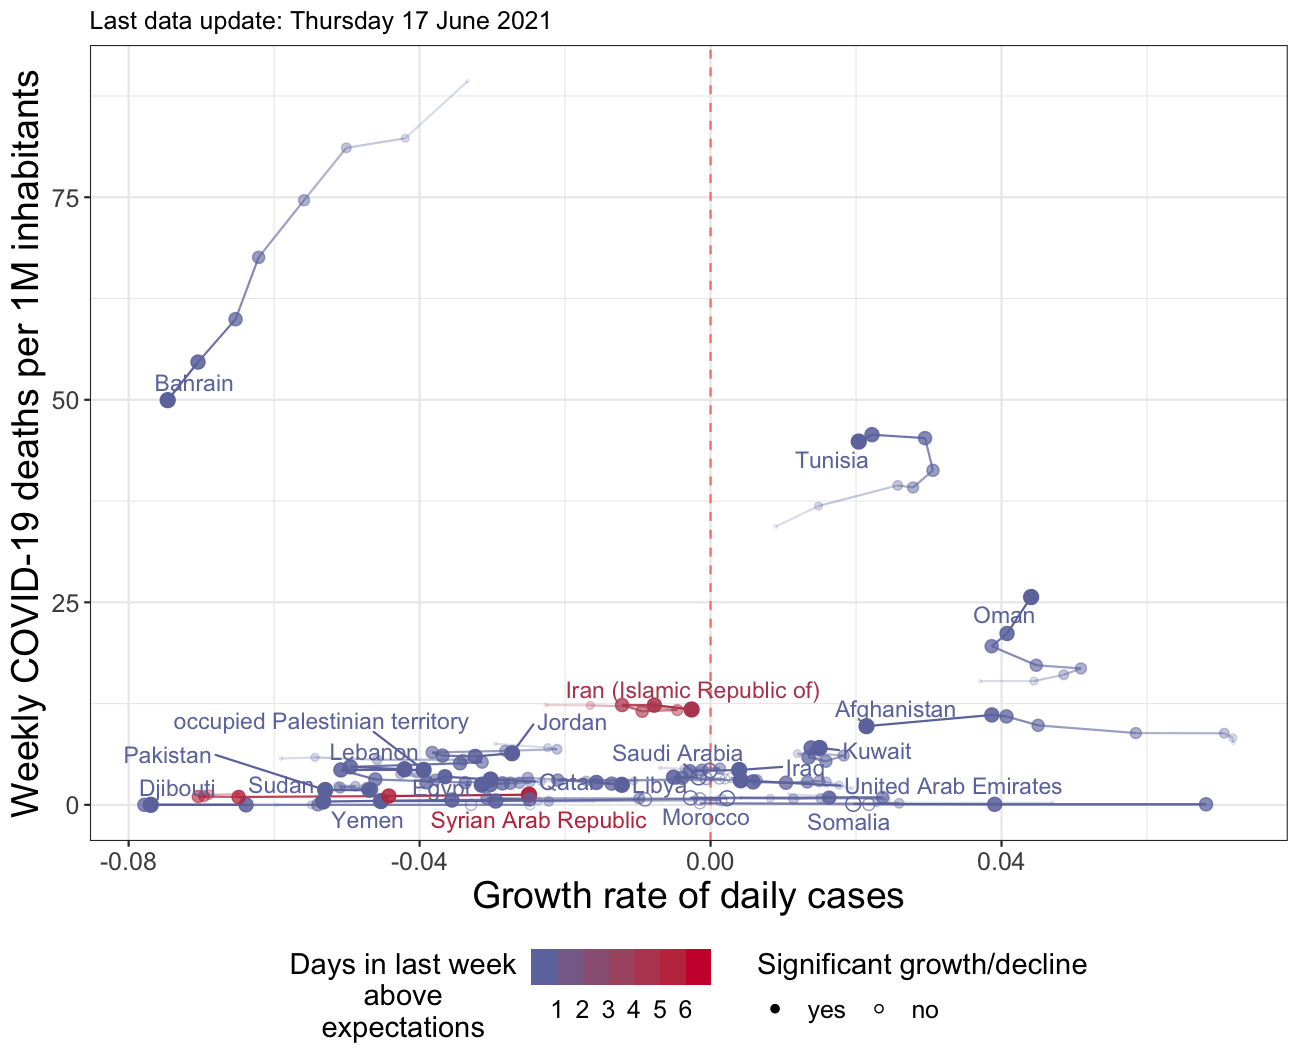 Last data update: Thursday 17 June 2021
Weekly COVID-19 deaths per 1M inhabitants
75
50
25
0
Bahrain
Tunisia
Oman
Iran (Islamic Republic of)
Afghanistan
occupied Palestinian territory
Jordan
Pakistan
Lebanon
Saudi Arabia
Kuwait
Iraq
Djibouti
Sudan
Egypt
Qatar
Libya
United Arab Emirates
Yemen
Syrian Arab Republic
Morocco
Somalia
-0.08
-0.04
0.00
0.04
Growth rate of daily cases
Days in last week
above
expectations
1 2 3 4 5 6
Significant growth/decline
yes no